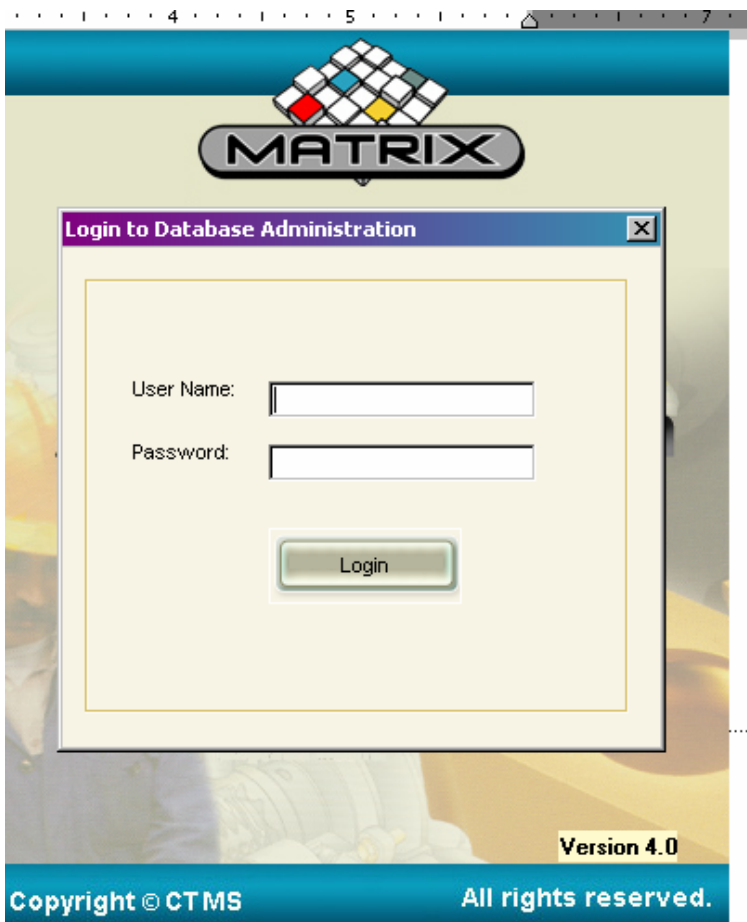 4 5 7
MATRIX
Login to Database Administration
User Name:
Password:
Login
Version 4.0
Copyright © CTMS All rights reserved.